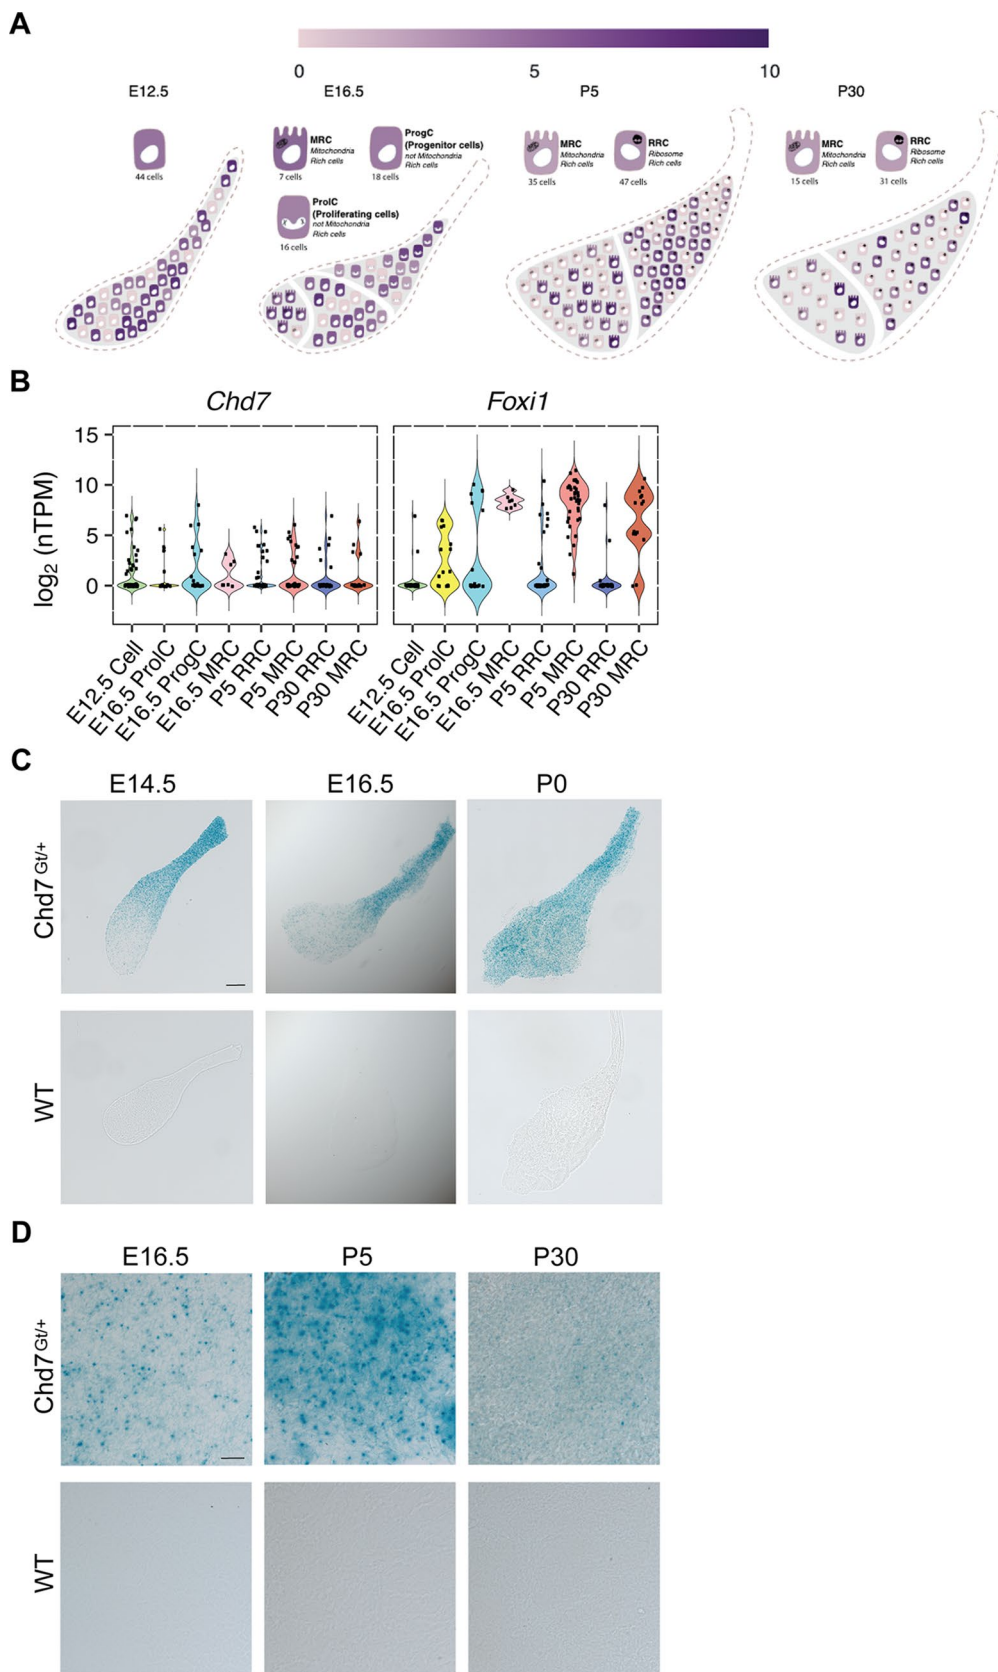 A
0 5 10
E12.5 E16.5 P5 P30
44 cells
MRC
Mitochondria
Rich cells
7 cells
ProgC
(Progenitor cells)
not Mitochondria
Rich cells
18 cells
ProlC
(Proliferating cells)
not Mitochondria
Rich cells
16 cells
MRC
Mitochondria
Rich cells
35 cells
RRC
Ribosome
Rich cells
47 cells
MRC
Mitochondria
Rich cells
15 cells
RRC
Ribosome
Rich cells
31 cells
B
Chd7 Foxi1
log2 (nTPM)
15
10
5
0
E12.5 Cell
E16.5 ProlC
E16.5 ProgC
E16.5 MRC
P5 RRC
P5 MRC
P30 RRC
P30 MRC
E12.5 Cell
E16.5 ProlC
E16.5 ProgC
E16.5 MRC
P5 RRC
P5 MRC
P30 RRC
P30 MRC
C
E14.5 E16.5 P0
Chd7 Gt/+
WT
D
E16.5 P5 P30
Chd7 Gt/+
WT